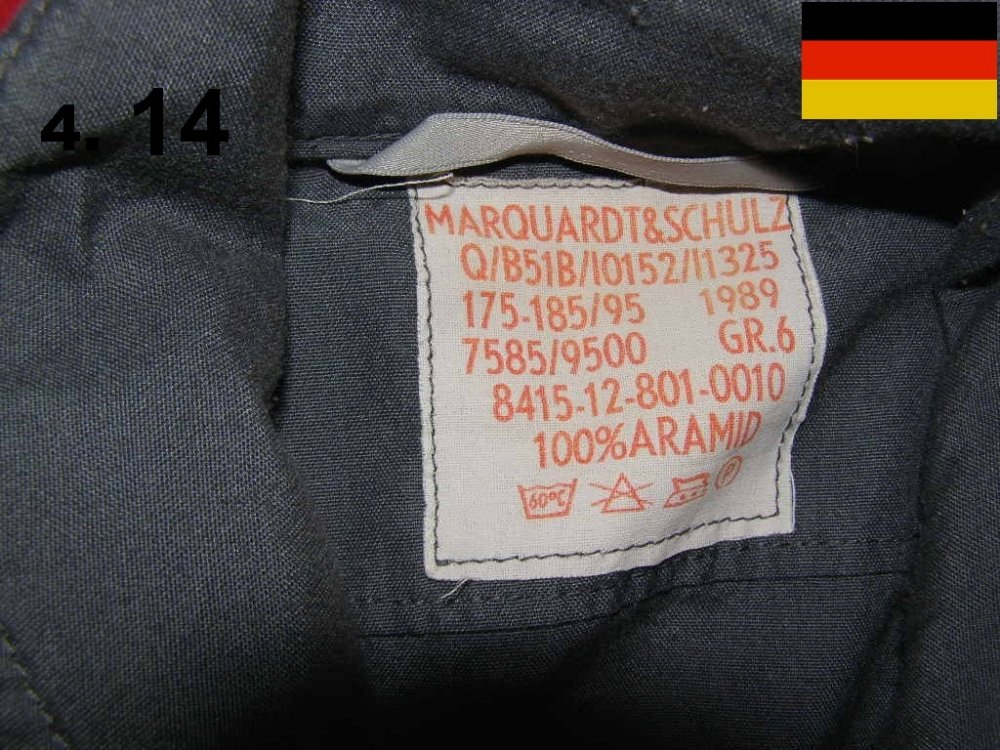 4. 14
MARQUARDT&SCHULZ
Q/B51B/I0152/I1325
175-185/95 1989
7585/9500 GR.6
8415-12-801-0010
100%ARAMID
60°C
P